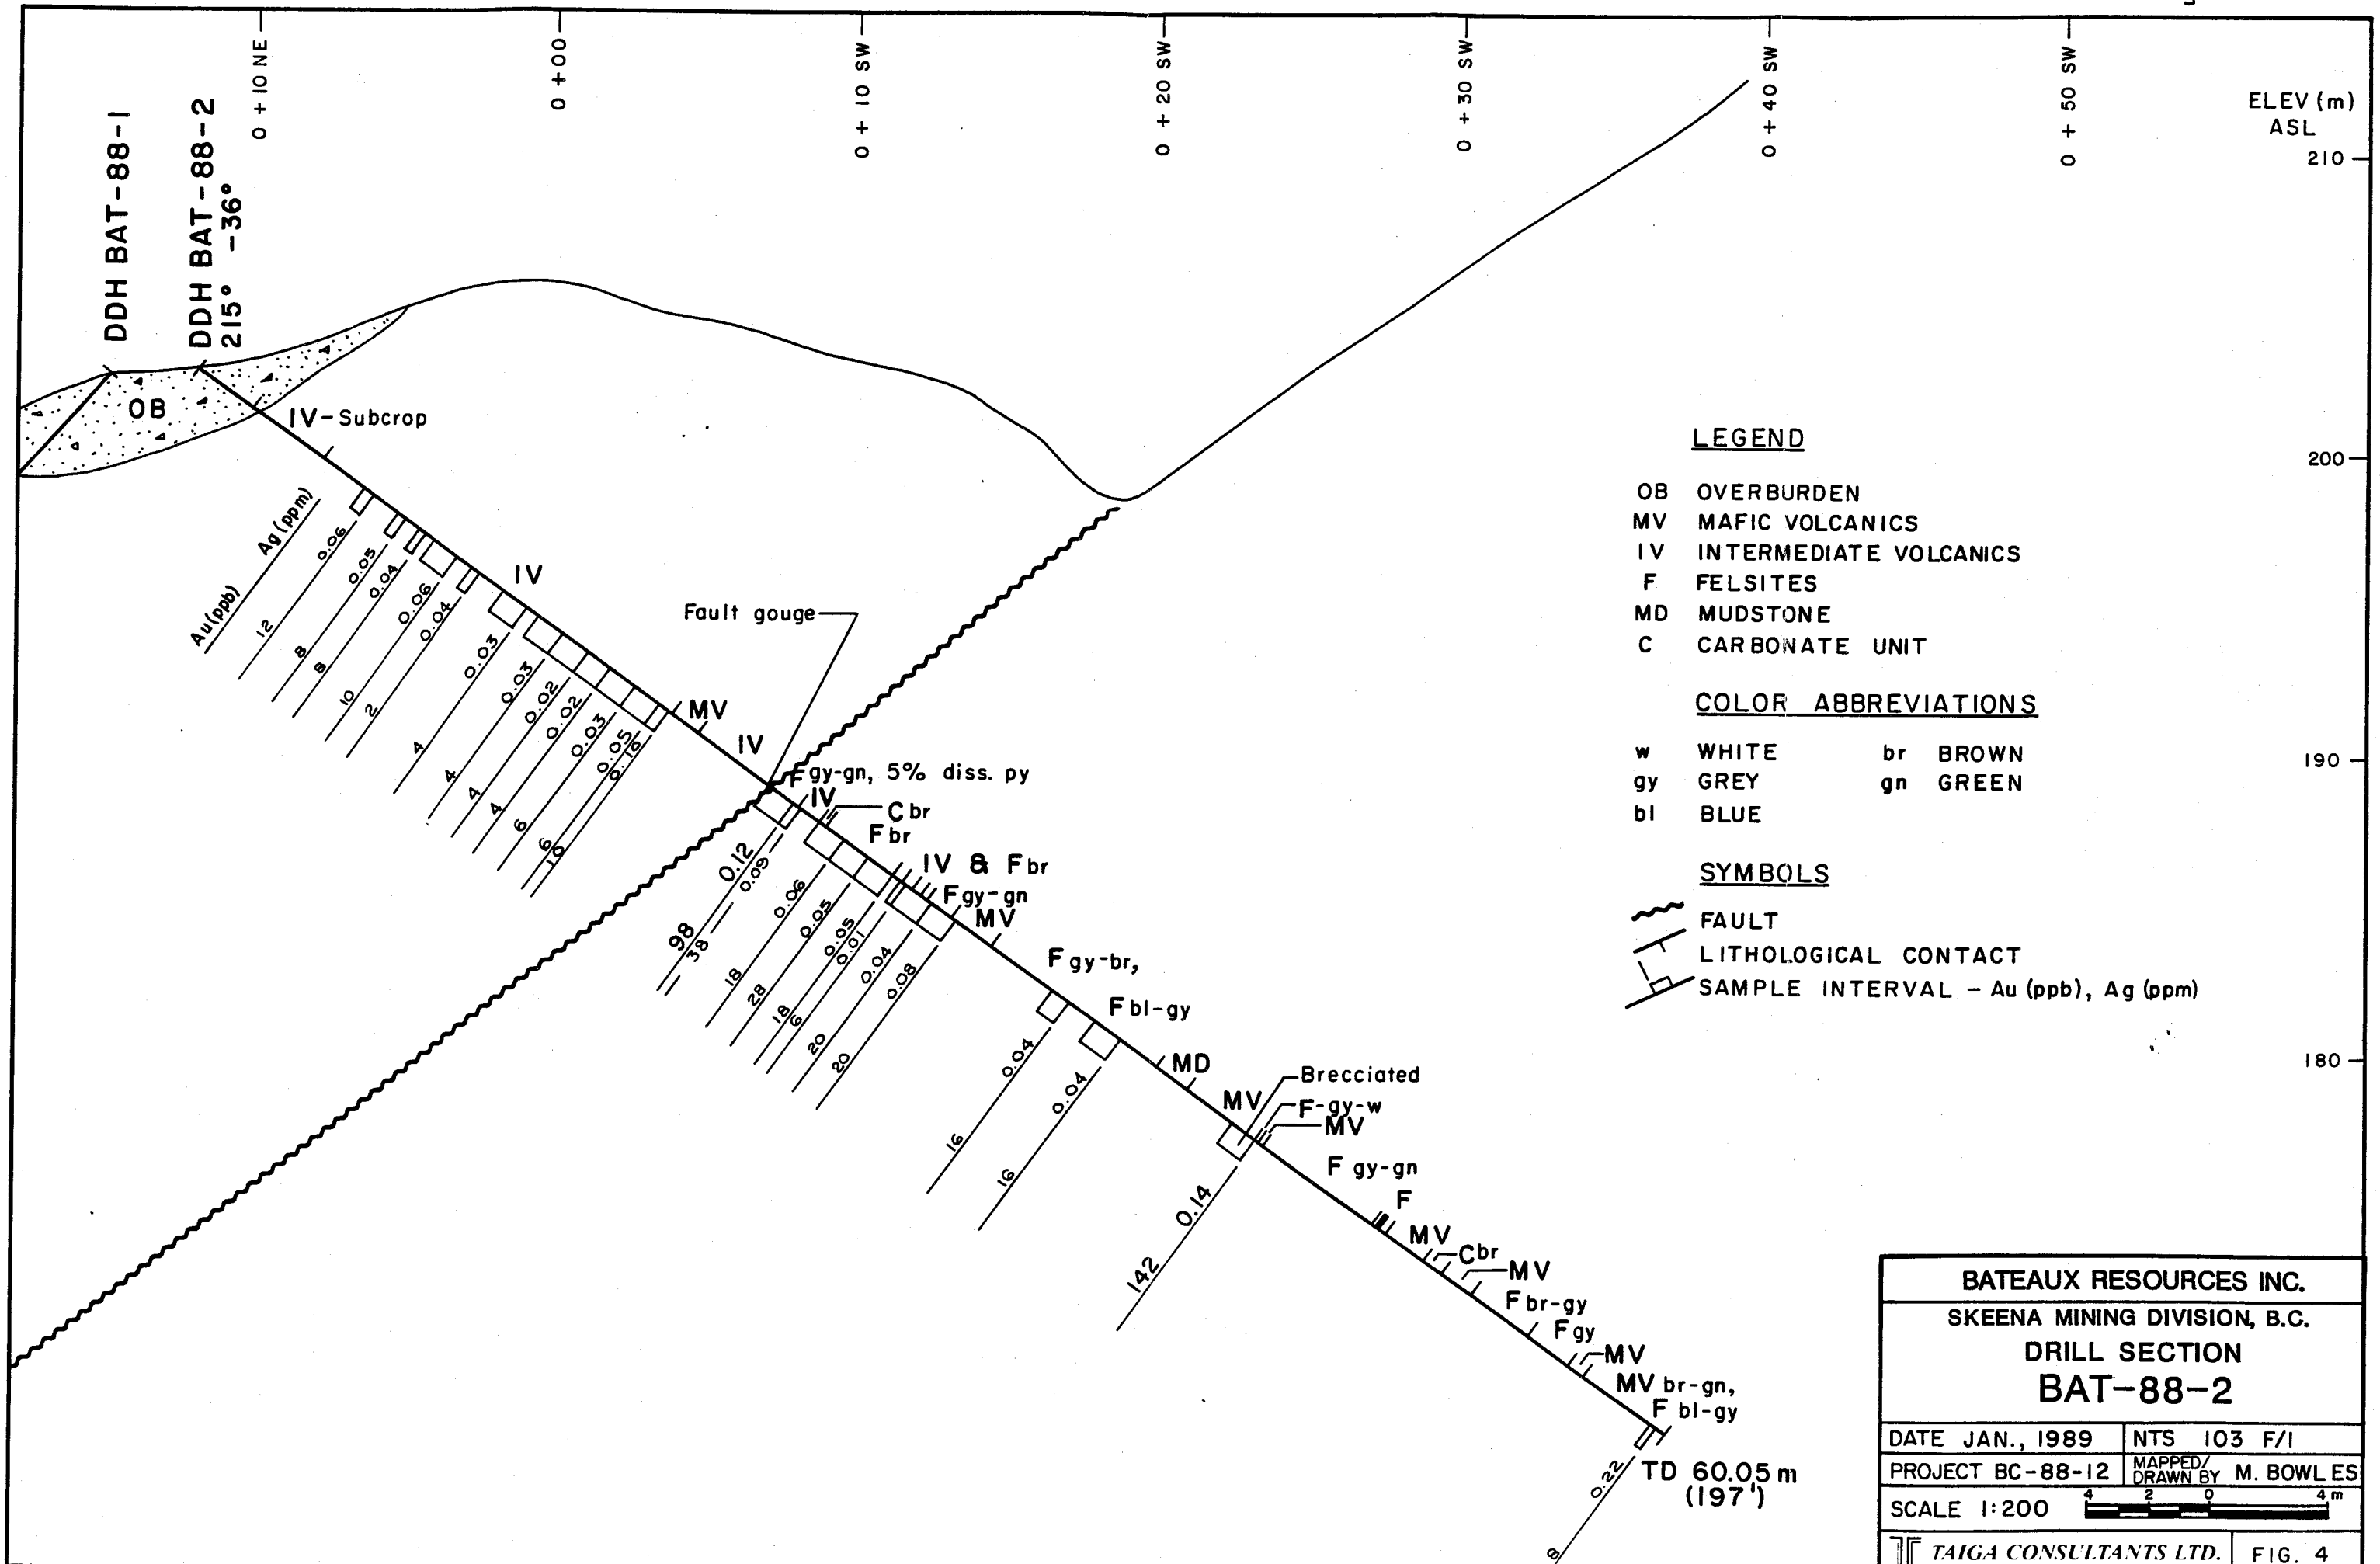 0 + 10 NE
0 + 00
0 + 10 SW
0 + 20 SW
0 + 30 SW
0 + 40 SW
0 + 50 SW
ELEV (m)
ASL
210
200
190
180
DDH BAT-88-1
DDH BAT-88-2
215° -36°
OB
IV-Subcrop
Ag (ppm)
Au (ppb)
0.06
12
0.05
8
0.04
8
0.06
10
0.04
2
IV
0.03
4
0.03
4
0.02
4
0.02
4
0.03
6
0.05
6
0.10
10
MV
IV
Fault gouge
F gy-gn, 5% diss. py
IV
C br
F br
IV & F br
F gy-gn
MV
0.12
98
0.09
38
0.06
18
0.05
28
0.05
18
0.01
6
0.04
20
0.08
20
F gy-br,
F bl-gy
0.04
16
0.04
16
MD
MV
Brecciated
F-gy-w
MV
0.14
142
F gy-gn
F
MV
C br
MV
F br-gy
F gy
MV
MV br-gn,
F bl-gy
0.22
8
TD 60.05 m
(197')
LEGEND
OB OVERBURDEN
MV MAFIC VOLCANICS
IV INTERMEDIATE VOLCANICS
F FELSITES
MD MUDSTONE
C CARBONATE UNIT
COLOR ABBREVIATIONS
w WHITE br BROWN
gy GREY gn GREEN
bl BLUE
SYMBOLS
FAULT
LITHOLOGICAL CONTACT
SAMPLE INTERVAL - Au (ppb), Ag (ppm)
BATEAUX RESOURCES INC.
SKEENA MINING DIVISION, B.C.
DRILL SECTION
BAT-88-2
DATE JAN., 1989 NTS 103 F/1
PROJECT BC-88-12 MAPPED/DRAWN BY M. BOWLES
SCALE 1:200 4 2 0 4 m
TAIGA CONSULTANTS LTD. FIG. 4